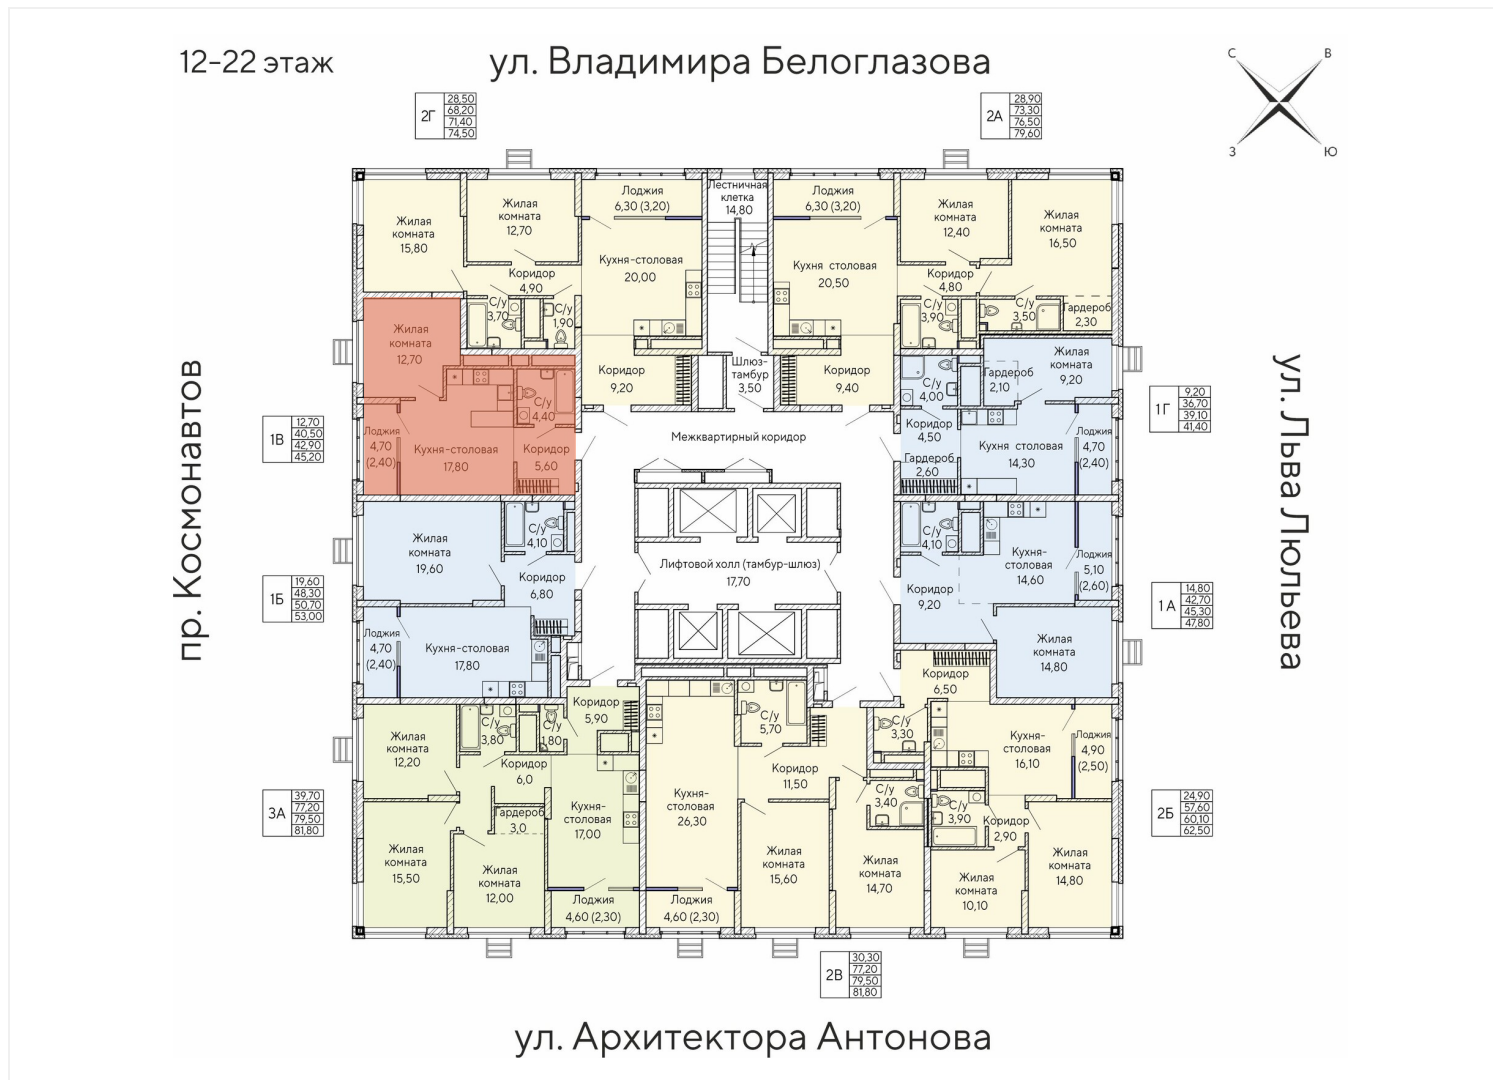 12-22 этаж
ул. Владимира Белоглазова
С
В
З
Ю
2Г
28,50
68,20
71,40
74,50
2А
28,90
73,30
76,50
79,60
Жилая
комната
15,80
Жилая
комната
12,70
Лоджия
6,30 (3,20)
Лестничная
клетка
14,80
Лоджия
6,30 (3,20)
Жилая
комната
12,40
Жилая
комната
16,50
Коридор
4,90
Кухня-столовая
20,00
Кухня столовая
20,50
Коридор
4,80
С/у
3,70
С/у
1,90
С/у
3,90
С/у
3,50
Гардероб
2,30
Жилая
комната
12,70
Коридор
9,20
Шлюз-
тамбур
3,50
Коридор
9,40
С/у
4,00
Гардероб
2,10
Жилая
комната
9,20
1В
12,70
40,50
42,90
45,20
Лоджия
4,70
(2,40)
Кухня-столовая
17,80
С/у
4,40
Коридор
5,60
Межквартирный коридор
Коридор
4,50
Гардероб
2,60
Кухня столовая
14,30
Лоджия
4,70
(2,40)
1Г
9,20
36,70
39,10
41,40
пр. Космонавтов
ул. Льва Люльева
Жилая
комната
19,60
С/у
4,10
Коридор
6,80
Лифтовой холл (тамбур-шлюз)
17,70
С/у
4,10
Коридор
9,20
Кухня-
столовая
14,60
Лоджия
5,10
(2,60)
1Б
19,60
48,30
50,70
53,00
1А
14,80
42,70
45,30
47,80
Лоджия
4,70
(2,40)
Кухня-столовая
17,80
Жилая
комната
14,80
Коридор
6,50
Жилая
комната
12,20
С/у
3,80
С/у
1,80
Коридор
5,90
С/у
5,70
С/у
3,30
Кухня-
столовая
16,10
Лоджия
4,90
(2,50)
Коридор
6,0
Коридор
11,50
3А
39,70
77,20
79,50
81,80
Гардероб
3,0
Кухня-
столовая
17,00
Кухня-
столовая
26,30
С/у
3,40
С/у
3,90
Коридор
2,90
2Б
24,90
57,60
60,10
62,50
Жилая
комната
15,50
Жилая
комната
12,00
Жилая
комната
15,60
Жилая
комната
14,70
Жилая
комната
10,10
Жилая
комната
14,80
Лоджия
4,60 (2,30)
Лоджия
4,60 (2,30)
2В
30,30
77,20
79,50
81,80
ул. Архитектора Антонова